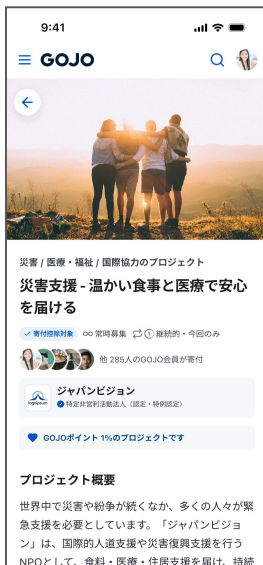 9:41
GOJO
災害 / 医療・福祉 / 国際協力のプロジェクト
災害支援 - 温かい食事と医療で安心
を届ける
寄付控除対象 常時募集 1 継続的・今回のみ
他 285人のGOJO会員が寄付
logoipsum
ジャパンビジョン
特定非営利活動法人（認定・特例認定）
GOJOポイント 1%のプロジェクトです
プロジェクト概要
世界中で災害や紛争が続くなか、多くの人々が緊
急支援を必要としています。「ジャパンビジョ
ン」は、国際的人道支援や災害復興支援を行う
NPOとして、食料・医療・住居支援を届け、持続